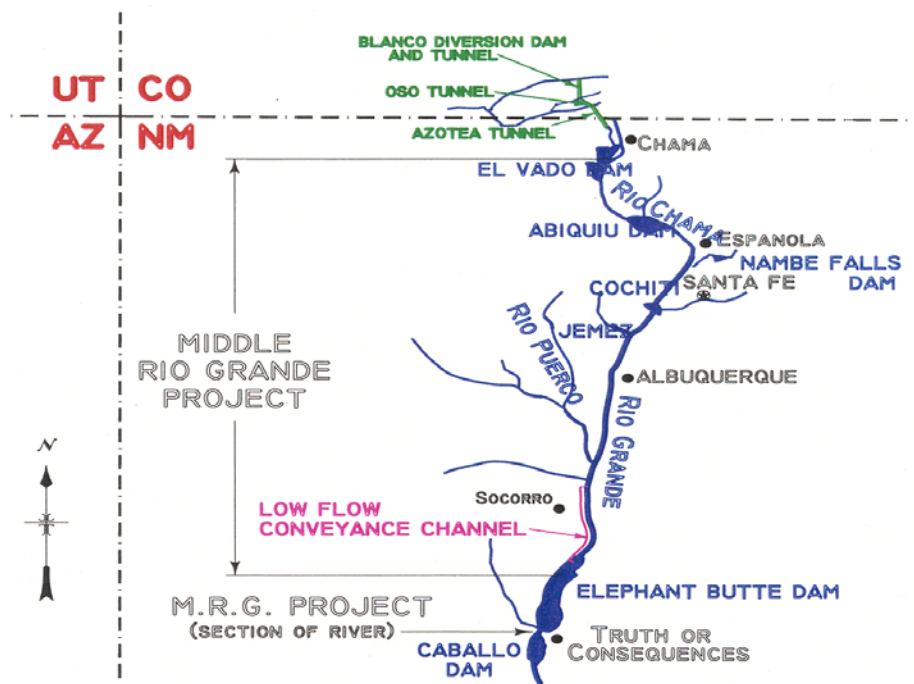 BLANCO DIVERSION DAM
AND TUNNEL
UT CO
OSO TUNNEL
AZ NM
AZOTEA TUNNEL
CHAMA
EL VADO DAM
RIO CHAMA
ABIQUIU DAM
ESPANOLA
NAMBE FALLS
DAM
COCHITI
SANTA FE
RIO PUERCO
JEMEZ
MIDDLE
RIO GRANDE
PROJECT
ALBUQUERQUE
RIO GRANDE
N
SOCORRO
LOW FLOW
CONVEYANCE CHANNEL
ELEPHANT BUTTE DAM
M.R.G. PROJECT
(SECTION OF RIVER)
TRUTH OR
CONSEQUENCES
CABALLO
DAM